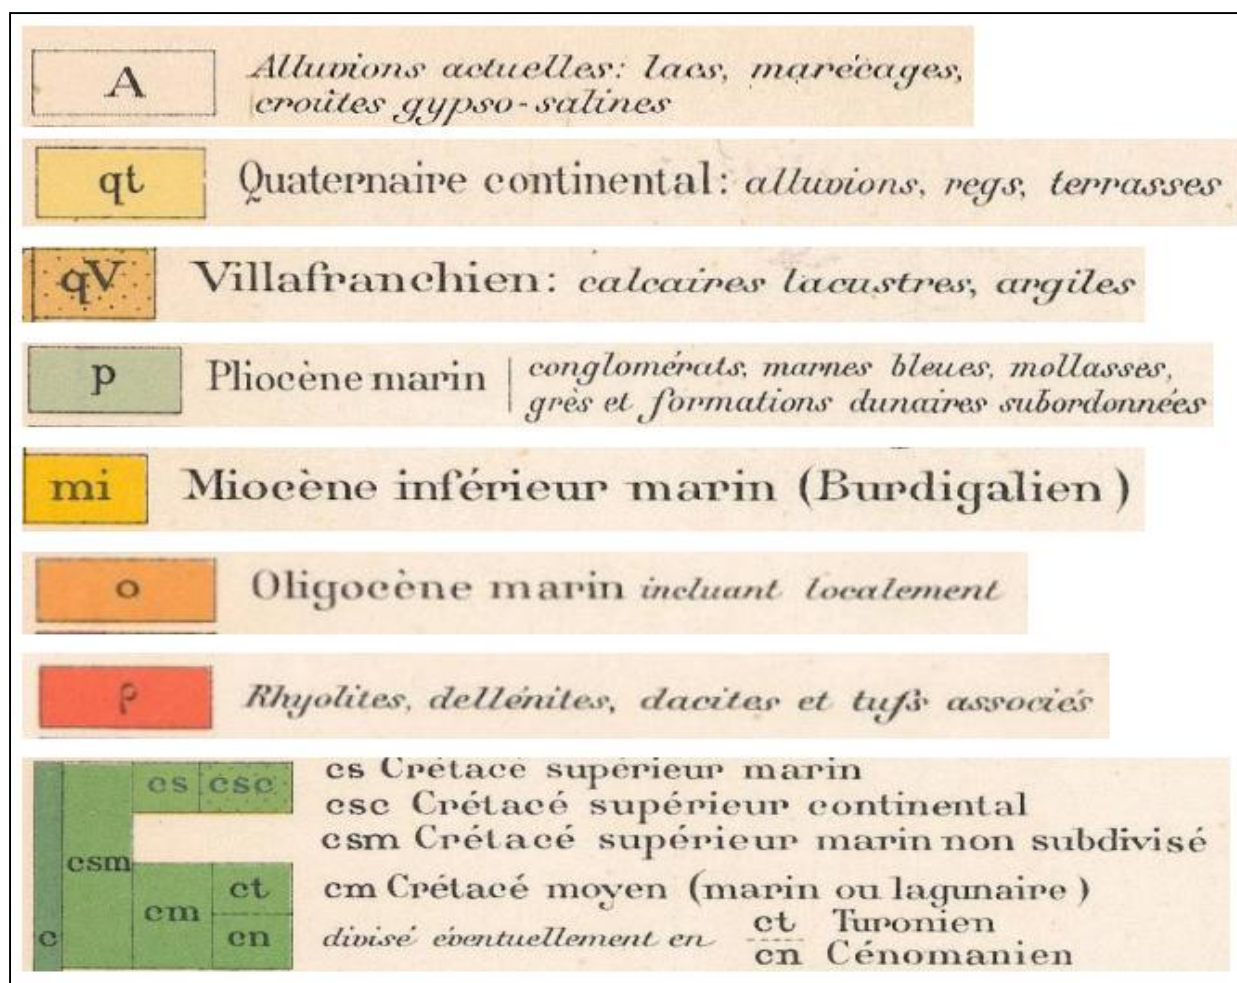 A Alluvions actuelles: lacs, marécages,
croûtes gypso-salines
qt Quaternaire continental: alluvions, regs, terrasses
qV Villafranchien: calcaires lacustres, argiles
p Pliocène marin conglomérats, marnes bleues, mollasses,
grès et formations dunaires subordonnées
mi Miocène inférieur marin (Burdigalien)
o Oligocène marin incluant localement
ρ Rhyolites, dellénites, dacites et tufs associés
cs csc cs Crétacé supérieur marin
csc Crétacé supérieur continental
csm csm Crétacé supérieur marin non subdivisé
cm ct cm Crétacé moyen (marin ou lagunaire)
c cn divisé éventuellement en ct Turonien
cn Cénomanien